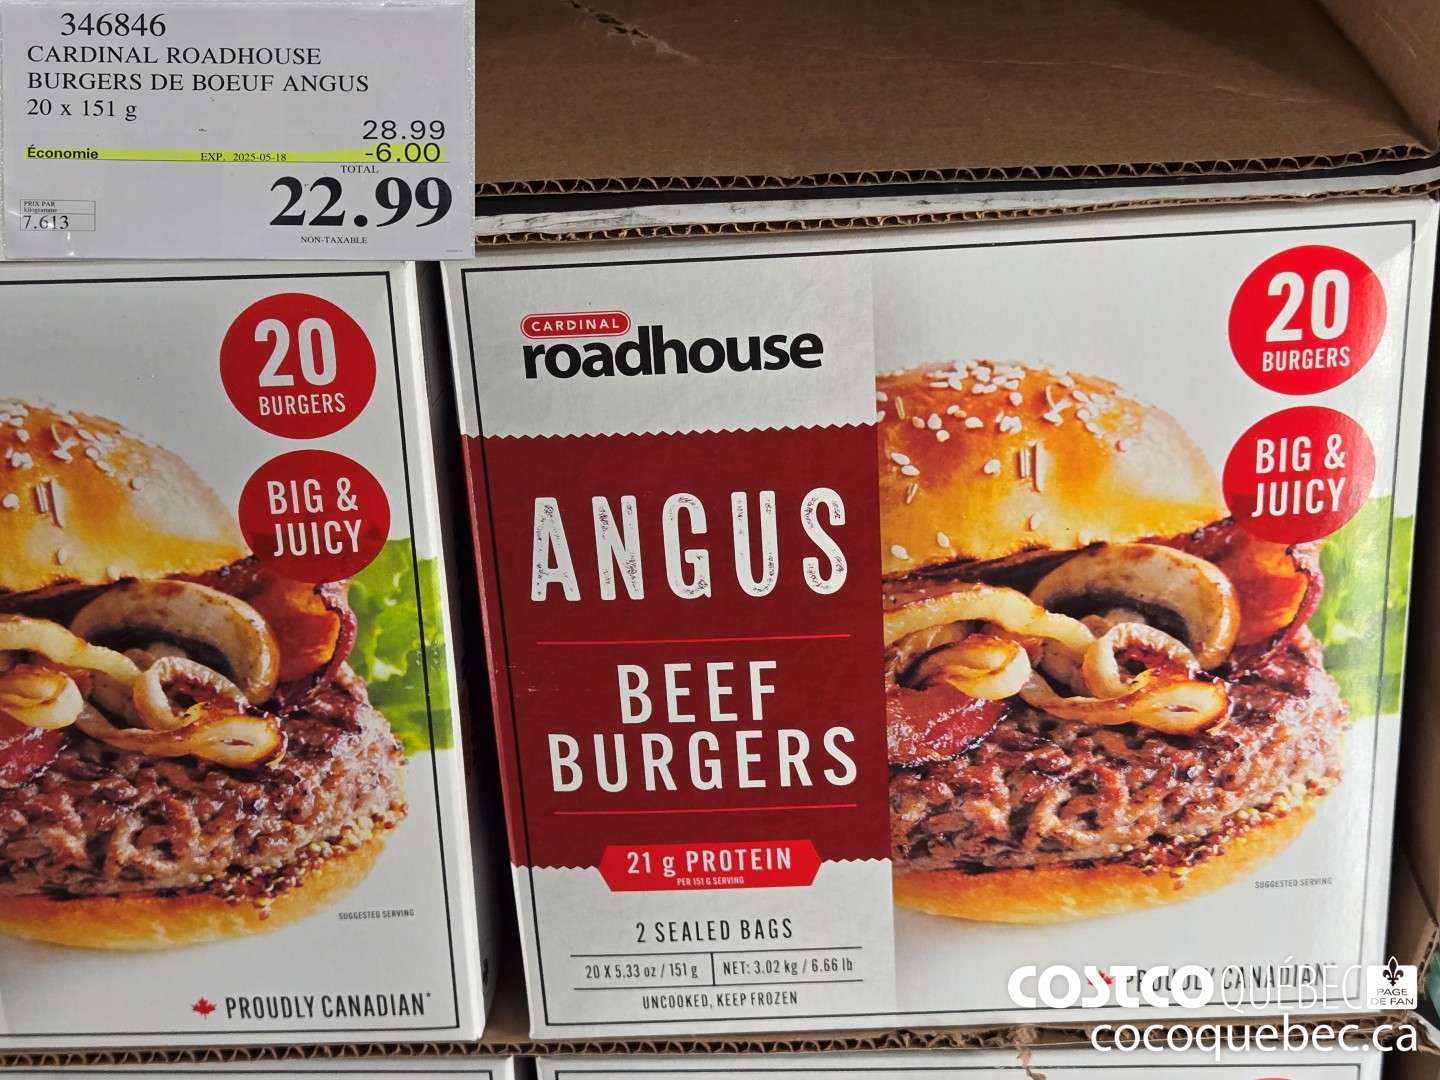 346846
CARDINAL ROADHOUSE
BURGERS DE BOEUF ANGUS
20 x 151 g
28.99
Économie EXP. 2025-05-18 -6.00
TOTAL
22.99
PRIX PAR
kilogramme
7.613
NON-TAXABLE
20
BURGERS
BIG &
JUICY
SUGGESTED SERVING
PROUDLY CANADIAN*
CARDINAL
roadhouse
ANGUS
BEEF
BURGERS
21 g PROTEIN
PER 151 G SERVING
2 SEALED BAGS
20 X 5.33 oz / 151 g NET: 3.02 kg / 6.66 lb
UNCOOKED, KEEP FROZEN
20
BURGERS
BIG &
JUICY
SUGGESTED SERVING
PROUDLY CANADIAN*
COSTCO QUÉBEC PAGE
DE FAN
cocoquebec.ca